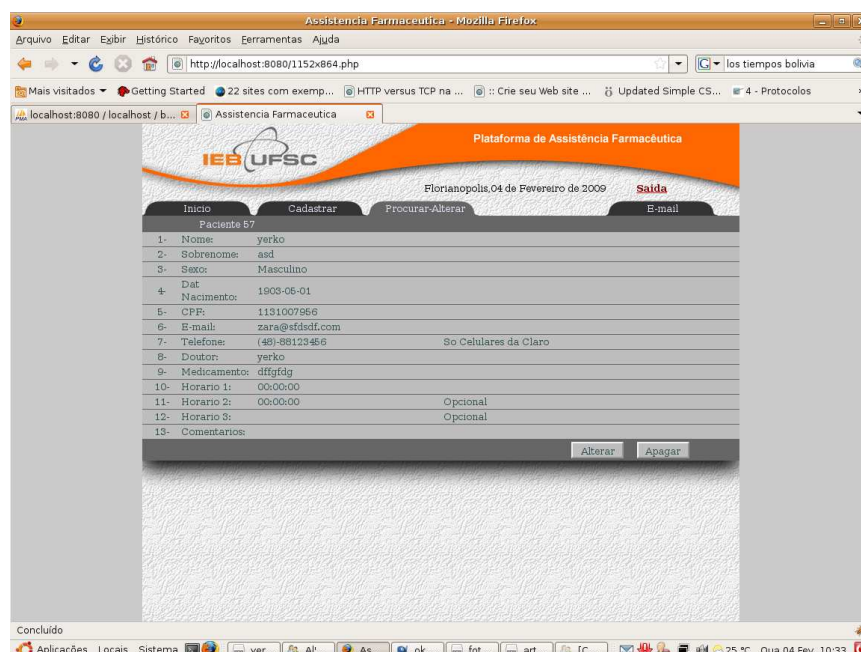 Assistencia Farmaceutica - Mozilla Firefox
Arquivo Editar Exibir Histórico Favoritos Ferramentas Ajuda
http://localhost:8080/1152x864.php
G los tiempos bolivia
Mais visitados Getting Started 22 sites com exemp... HTTP versus TCP na ... :: Crie seu Web site ... Updated Simple CS... 4 - Protocolos
localhost:8080 / localhost / b... Assistencia Farmaceutica
Plataforma de Assistência Farmacêutica
IEB UFSC
Florianopolis,04 de Fevereiro de 2009 Saida
Inicio Cadastrar Procurar-Alterar E-mail
Paciente 57
1- Nome: yerko
2- Sobrenome: asd
3- Sexo: Masculino
4- Dat Nacimento: 1903-05-01
5- CPF: 1131007956
6- E-mail: zara@sfdsdf.com
7- Telefone: (48)-88123456 So Celulares da Claro
8- Doutor: yerko
9- Medicamento: dffgfdg
10- Horario 1: 00:00:00
11- Horario 2: 00:00:00 Opcional
12- Horario 3: Opcional
13- Comentarios:
Alterar Apagar
Concluído
Aplicações Locais Sistema ver As... ok fot art [C 25 °C Qua 04 Fev, 10:33